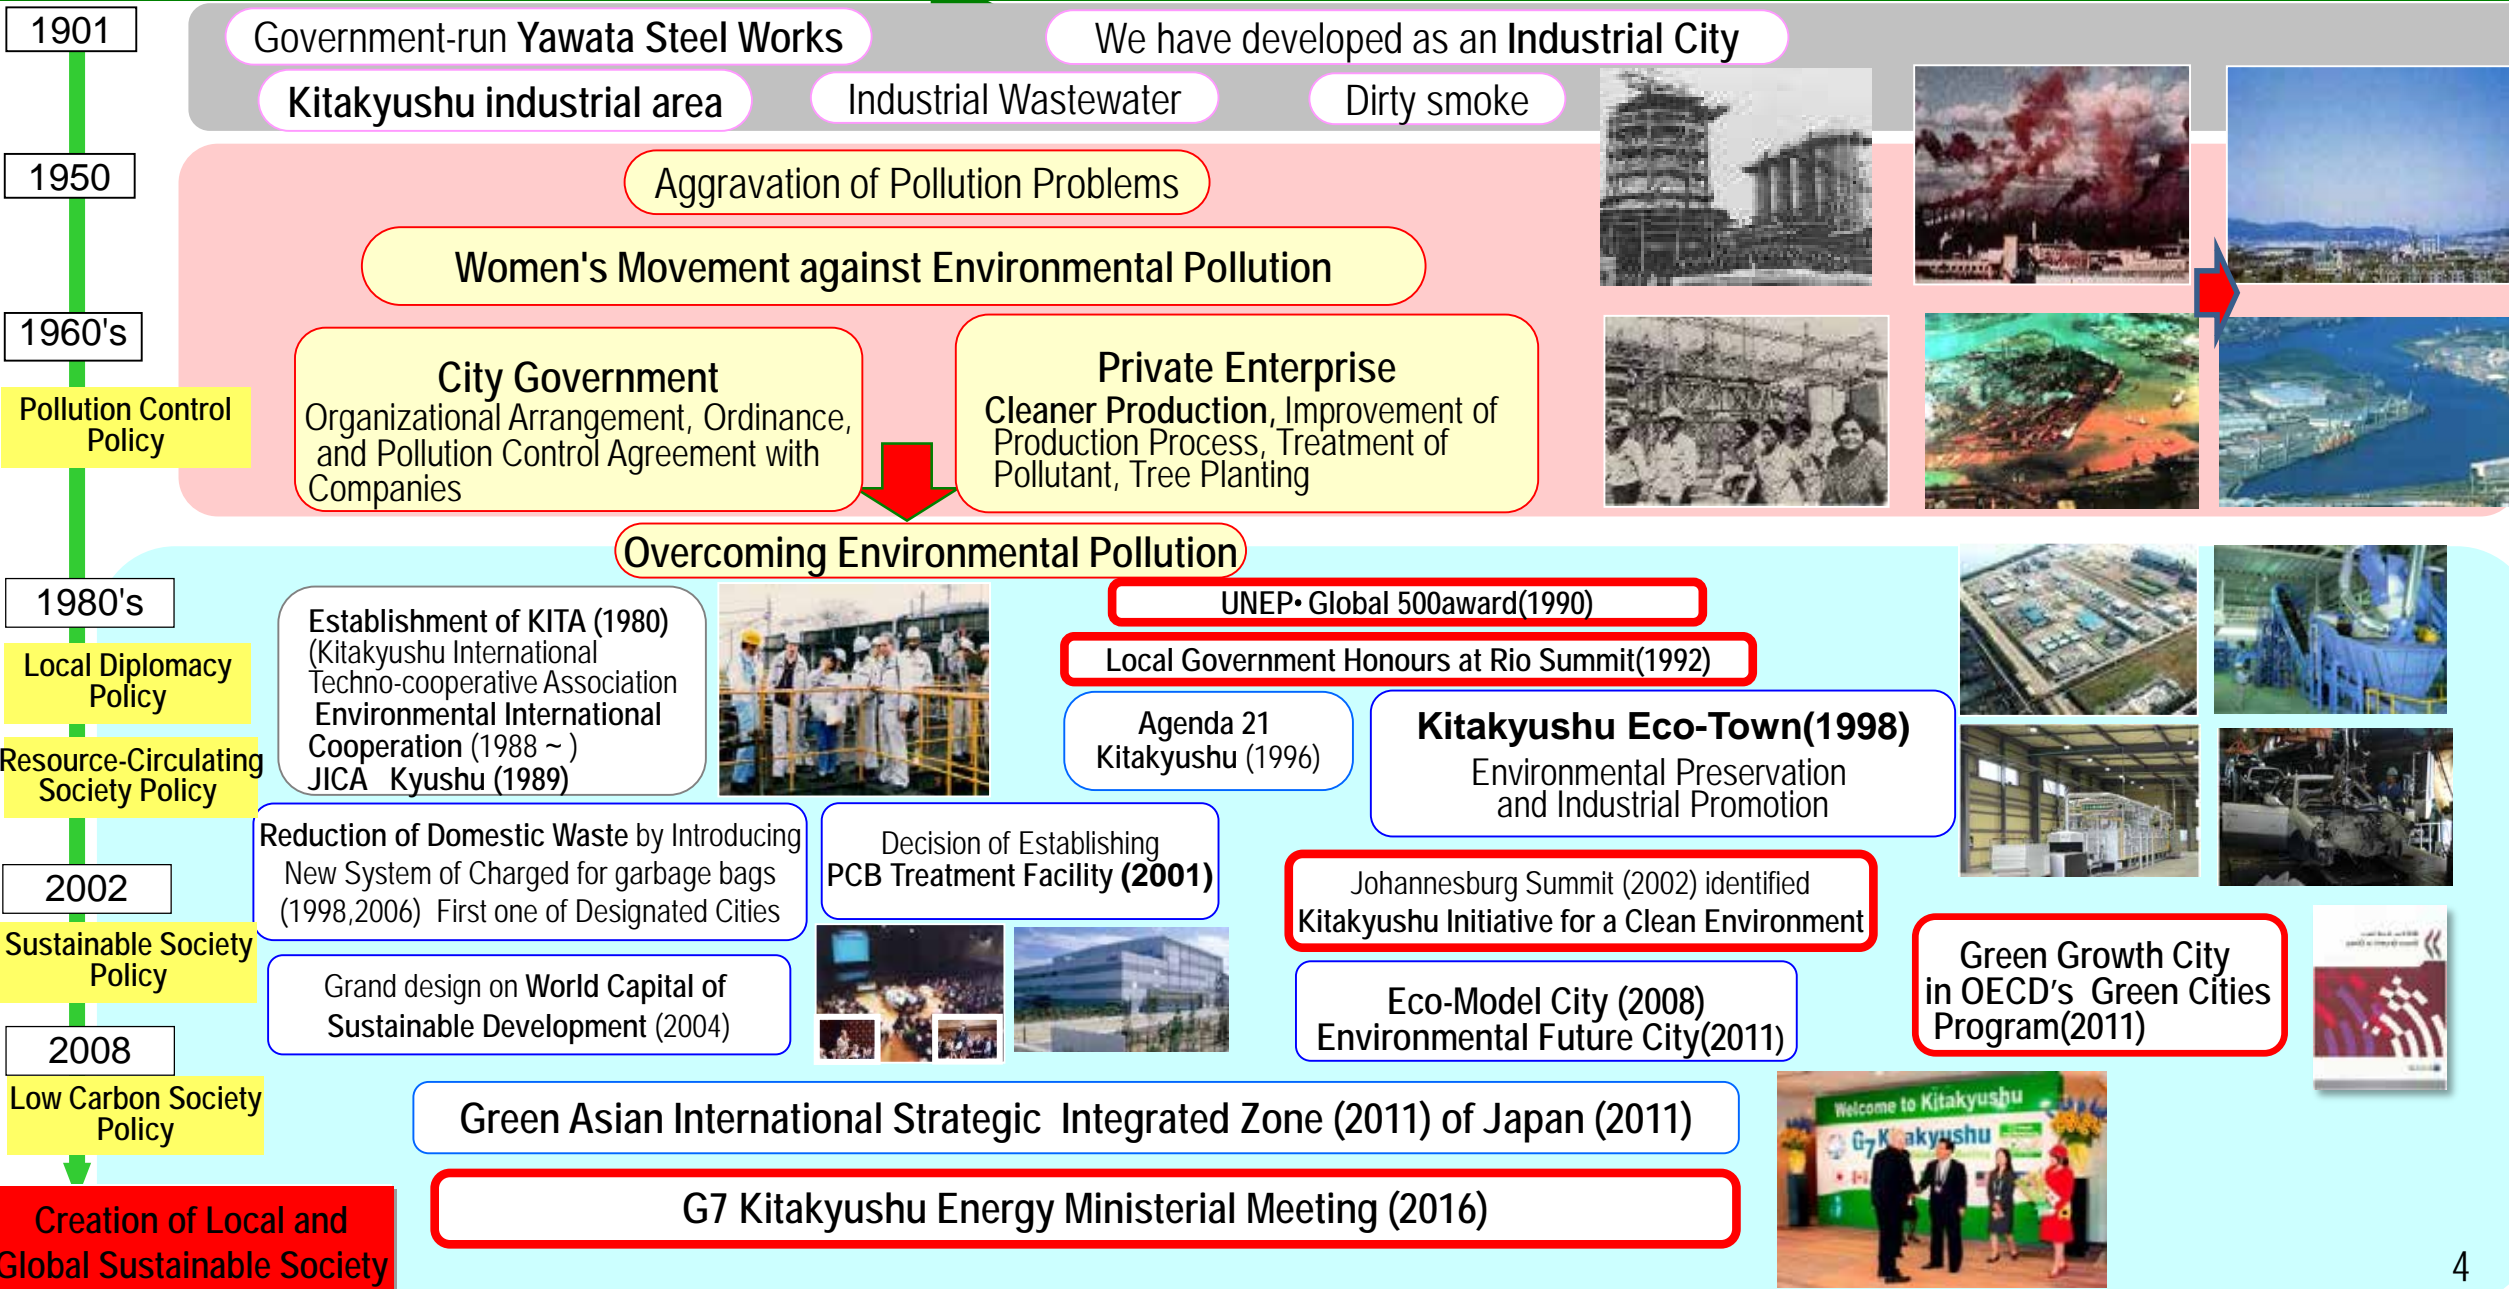 1901
Government-run Yawata Steel Works
We have developed as an Industrial City
Kitakyushu industrial area
Industrial Wastewater
Dirty smoke
1950
Aggravation of Pollution Problems
Women's Movement against Environmental Pollution
1960's
Pollution Control
Policy
City Government
Organizational Arrangement, Ordinance,
and Pollution Control Agreement with
Companies
Private Enterprise
Cleaner Production, Improvement of
Production Process, Treatment of
Pollutant, Tree Planting
Overcoming Environmental Pollution
1980's
Local Diplomacy
Policy
Resource-Circulating
Society Policy
Establishment of KITA (1980)
(Kitakyushu International
Techno-cooperative Association
Environmental International
Cooperation (1988 ~ )
JICA Kyushu (1989)
UNEP• Global 500award(1990)
Local Government Honours at Rio Summit(1992)
Agenda 21
Kitakyushu (1996)
Kitakyushu Eco-Town(1998)
Environmental Preservation
and Industrial Promotion
Reduction of Domestic Waste by Introducing
New System of Charged for garbage bags
(1998,2006) First one of Designated Cities
Decision of Establishing
PCB Treatment Facility (2001)
2002
Sustainable Society
Policy
Johannesburg Summit (2002) identified
Kitakyushu Initiative for a Clean Environment
Grand design on World Capital of
Sustainable Development (2004)
Eco-Model City (2008)
Environmental Future City(2011)
Green Growth City
in OECD's Green Cities
Program(2011)
2008
Low Carbon Society
Policy
Green Asian International Strategic Integrated Zone (2011) of Japan (2011)
Welcome to Kitakyushu
G7 Kitakyushu
G7 Kitakyushu Energy Ministerial Meeting (2016)
Creation of Local and
Global Sustainable Society
4